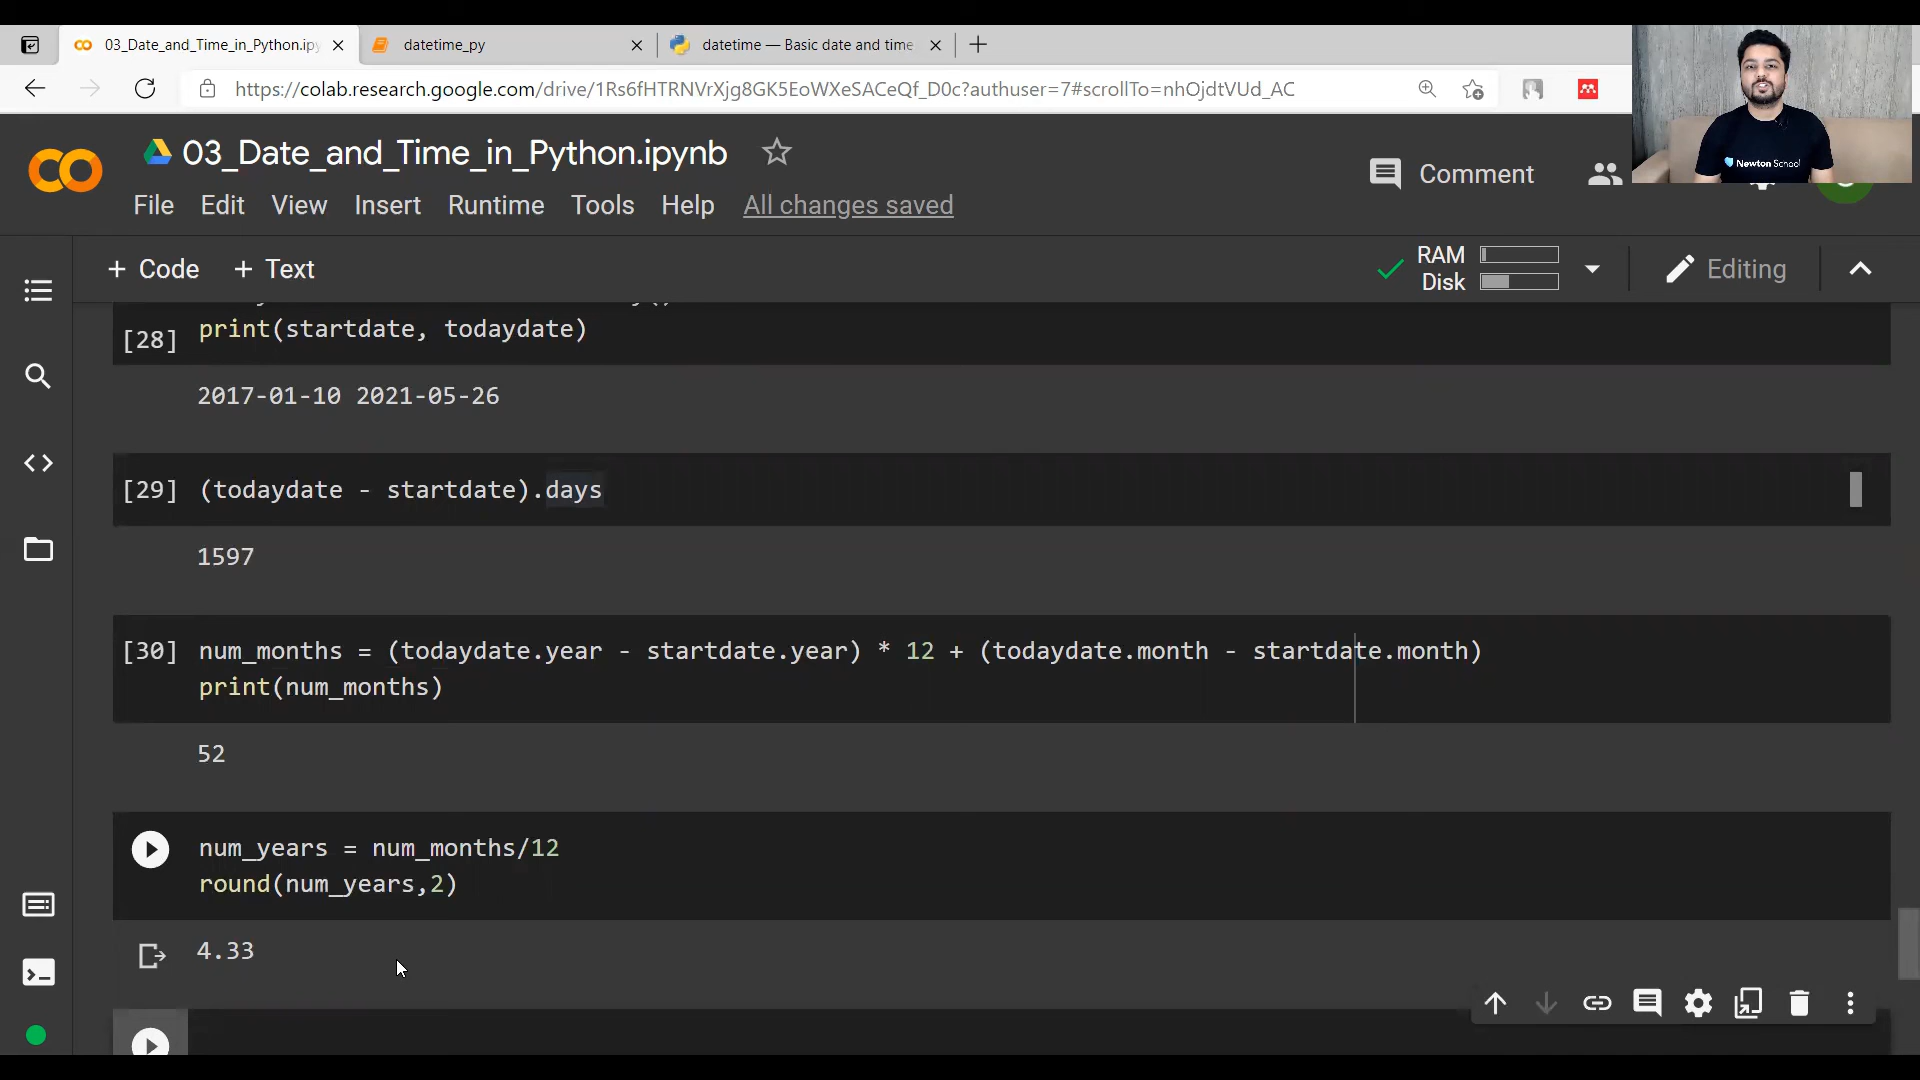 03_Date_and_Time_in_Python.ipy
datetime_py
datetime — Basic date and time
https://colab.research.google.com/drive/1Rs6fHTRNVrXjg8GK5EoWXeSACeQf_D0c?authuser=7#scrollTo=nhOjdtVUd_AC
03_Date_and_Time_in_Python.ipynb
Comment
Newton School
File Edit View Insert Runtime Tools Help All changes saved
+ Code + Text
RAM
Disk
Editing
[28] print(startdate, todaydate)
2017-01-10 2021-05-26
[29] (todaydate - startdate).days
1597
[30] num_months = (todaydate.year - startdate.year) * 12 + (todaydate.month - startdate.month)
print(num_months)
52
num_years = num_months/12
round(num_years,2)
4.33